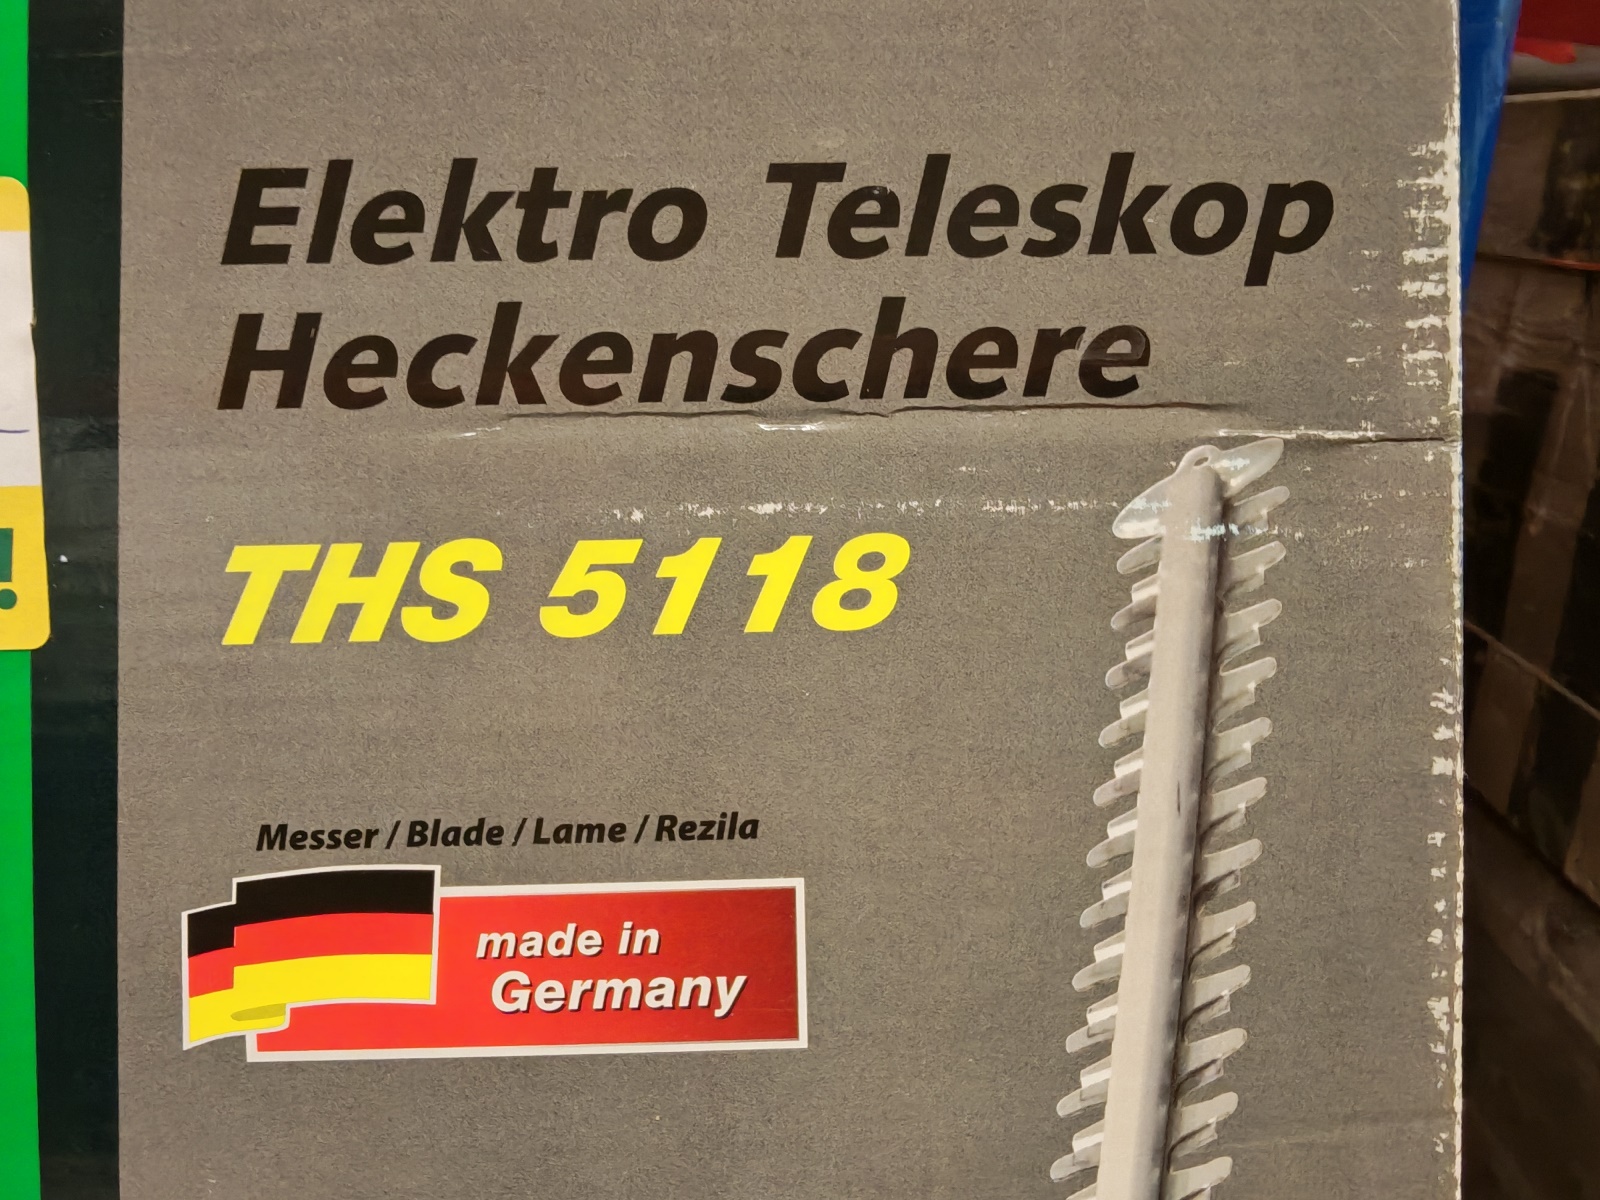 Elektro Teleskop
Heckenschere
THS 5118
Messer / Blade / Lame / Rezila
made in
Germany
!